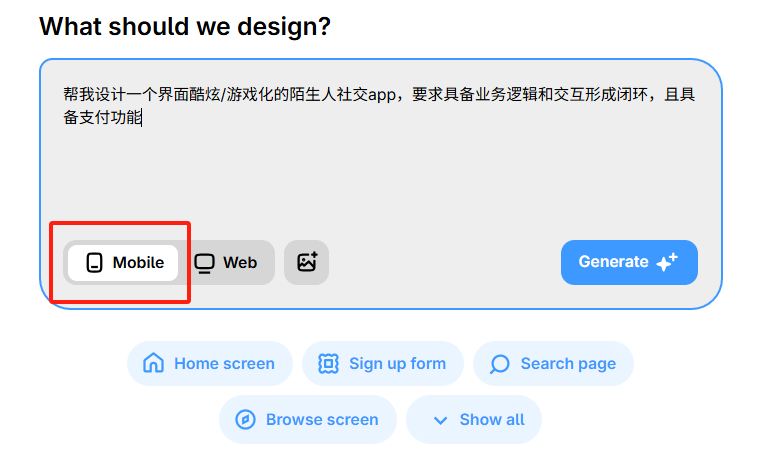 What should we design?
帮我设计一个界面酷炫/游戏化的陌生人社交app，要求具备业务逻辑和交互形成闭环，且具
备支付功能
Mobile Web Generate
Home screen Sign up form Search page
Browse screen Show all